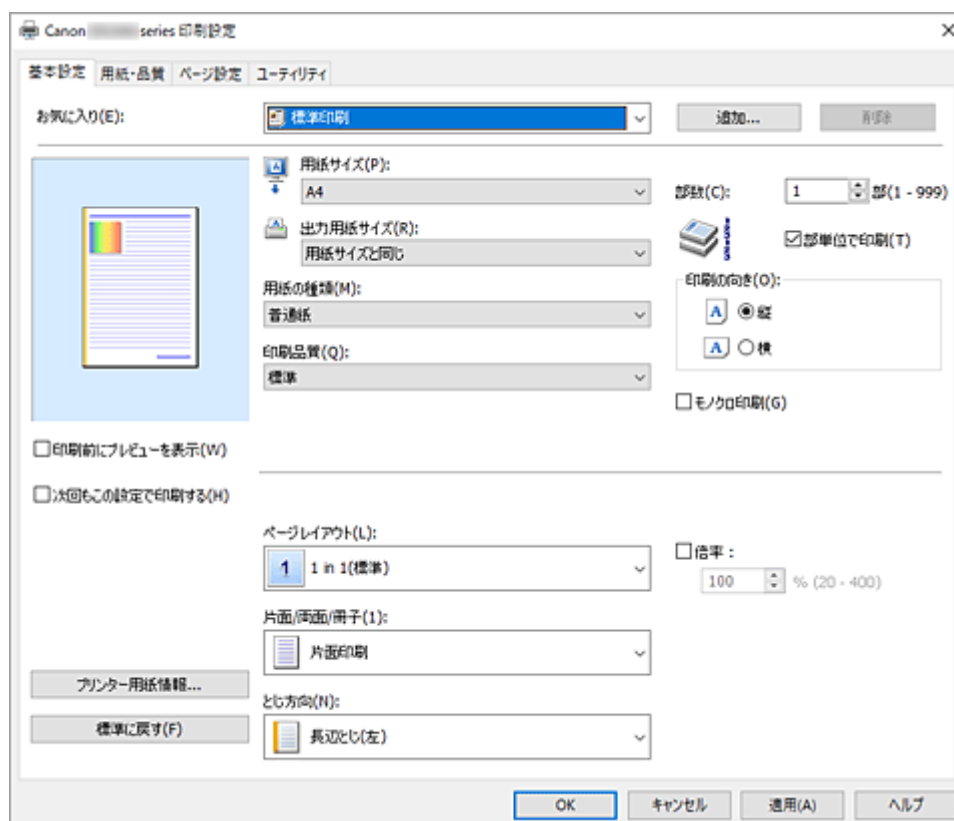 Canon series 印刷設定
基本設定 用紙・品質 ページ設定 ユーティリティ
お気に入り(E): 標準印刷 追加... 削除
用紙サイズ(P):
A4
部数(C): 1 部(1 - 999)
出力用紙サイズ(R):
用紙サイズと同じ
部単位で印刷(T)
用紙の種類(M):
普通紙
印刷の向き(O):
A 縦
A 横
印刷品質(Q):
標準
モノクロ印刷(G)
印刷前にプレビューを表示(W)
次回もこの設定で印刷する(H)
ページレイアウト(L):
1 1 in 1(標準)
倍率：
100 % (20 - 400)
片面/両面/冊子(1):
片面印刷
プリンター用紙情報...
とじ方向(N):
標準に戻す(F)
長辺とじ(左)
OK キャンセル 適用(A) ヘルプ